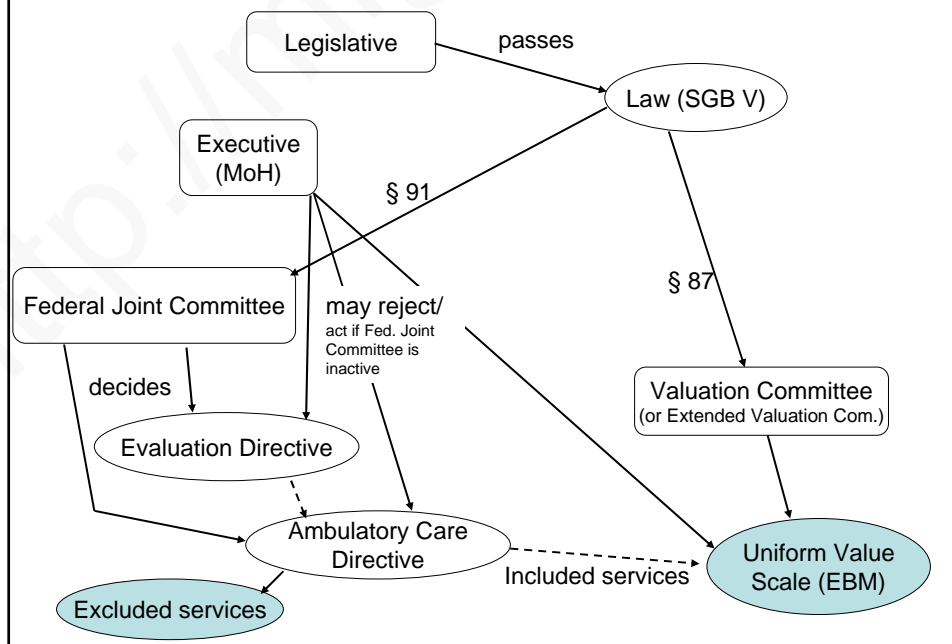 Legislative
passes
Law (SGB V)
Executive
(MoH)
§ 91
Federal Joint Committee
may reject/
act if Fed. Joint
Committee is
inactive
§ 87
decides
Valuation Committee
(or Extended Valuation Com.)
Evaluation Directive
Ambulatory Care
Directive
Included services
Uniform Value
Scale (EBM)
Excluded services